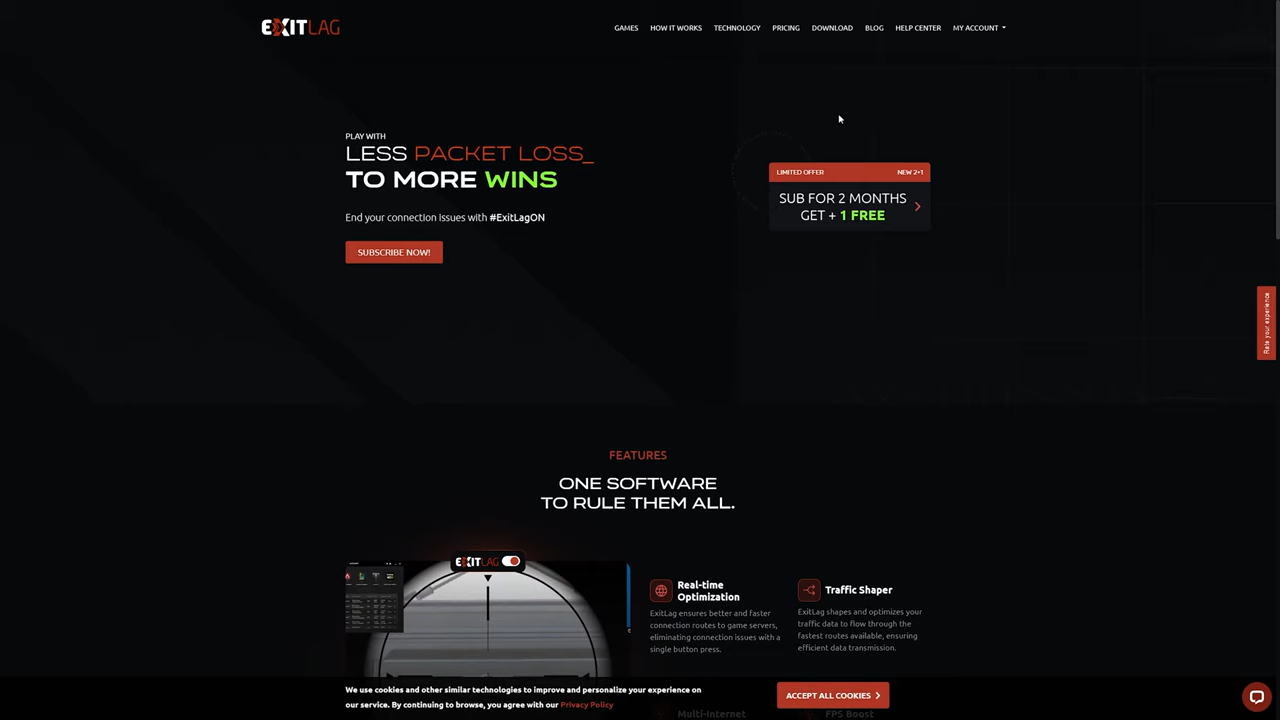 EXITLAG
GAMES
HOW IT WORKS
TECHNOLOGY
PRICING
DOWNLOAD
BLOG
HELP CENTER
MY ACCOUNT
PLAY WITH
LESS PACKET LOSS_
TO MORE WINS
End your connection issues with #ExitLagON
SUBSCRIBE NOW!
LIMITED OFFER
NEW 2+1
SUB FOR 2 MONTHS
GET + 1 FREE
Rate your experience
FEATURES
ONE SOFTWARE
TO RULE THEM ALL.
EXITLAG
Real-time
Optimization
ExitLag ensures better and faster
connection routes to game servers,
eliminating connection issues with a
single button press.
Traffic Shaper
ExitLag shapes and optimizes your
traffic data to flow through the
fastest routes available, ensuring
efficient data transmission.
We use cookies and other similar technologies to improve and personalize your experience on
our service. By continuing to browse, you agree with our Privacy Policy
ACCEPT ALL COOKIES
Multi-Internet
FPS Boost